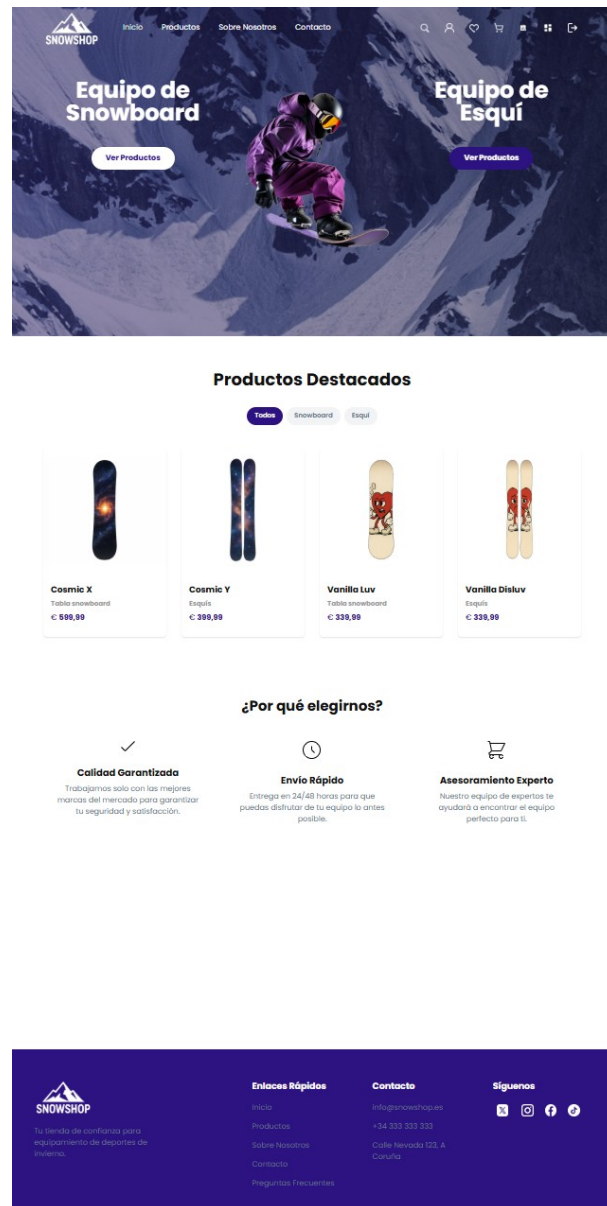 SNOWSHOP
Inicio
Productos
Sobre Nosotros
Contacto
Equipo de
Snowboard
Ver Productos
Equipo de
Esquí
Ver Productos
Productos Destacados
Todos
Snowboard
Esquí
Cosmic X
Tabla snowboard
€ 599,99
Cosmic Y
Esquís
€ 399,99
Vanilla Luv
Tabla snowboard
€ 339,99
Vanilla Disluv
Esquís
€ 339,99
¿Por qué elegirnos?
Calidad Garantizada
Trabajamos solo con las mejores
marcas del mercado para garantizar
tu seguridad y satisfacción.
Envío Rápido
Entrega en 24/48 horas para que
puedas disfrutar de tu equipo lo antes
posible.
Asesoramiento Experto
Nuestro equipo de expertos te
ayudará a encontrar el equipo
perfecto para ti.
SNOWSHOP
Tu tienda de confianza para
equipamiento de deportes de
invierno.
Enlaces Rápidos
Inicio
Productos
Sobre Nosotros
Contacto
Preguntas Frecuentes
Contacto
info@snowshop.es
+34 333 333 333
Calle Nevada 123, A
Coruña
Síguenos